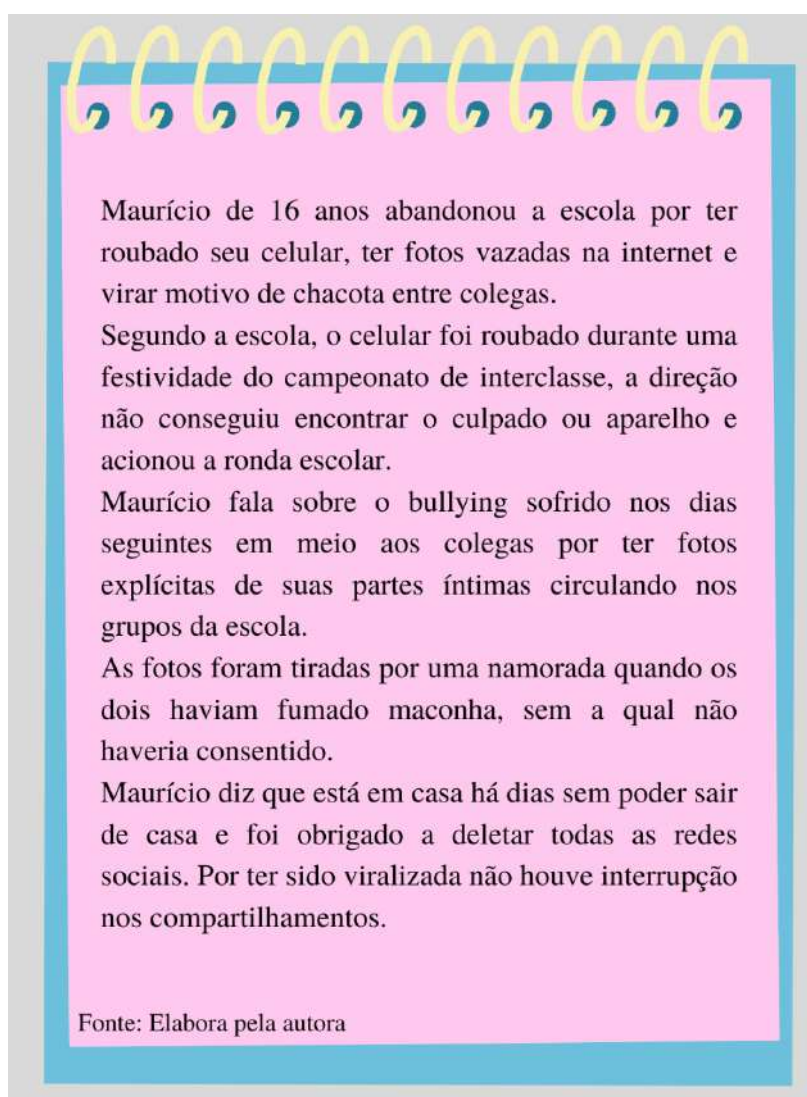 Maurício de 16 anos abandonou a escola por ter
roubado seu celular, ter fotos vazadas na internet e
virar motivo de chacota entre colegas.
Segundo a escola, o celular foi roubado durante uma
festividade do campeonato de interclasse, a direção
não conseguiu encontrar o culpado ou aparelho e
acionou a ronda escolar.
Maurício fala sobre o bullying sofrido nos dias
seguintes em meio aos colegas por ter fotos
explícitas de suas partes íntimas circulando nos
grupos da escola.
As fotos foram tiradas por uma namorada quando os
dois haviam fumado maconha, sem a qual não
haveria consentido.
Maurício diz que está em casa há dias sem poder sair
de casa e foi obrigado a deletar todas as redes
sociais. Por ter sido viralizada não houve interrupção
nos compartilhamentos.
Fonte: Elabora pela autora